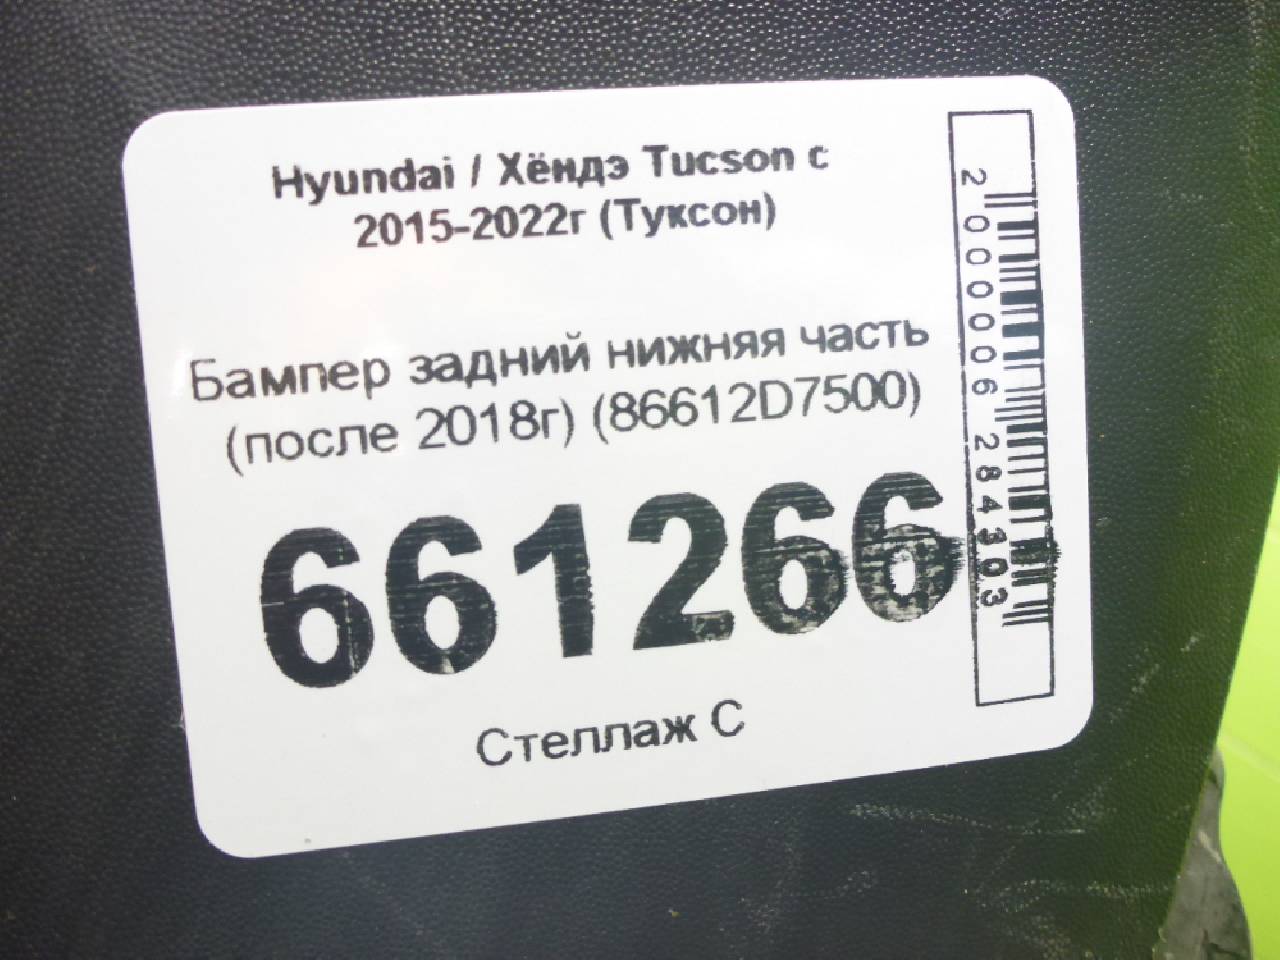 Hyundai / Хёндэ Tucson с
2015-2022г (Туксон)
Бампер задний нижняя часть
(после 2018г) (86612D7500)
661266
Стеллаж С
2000006284303